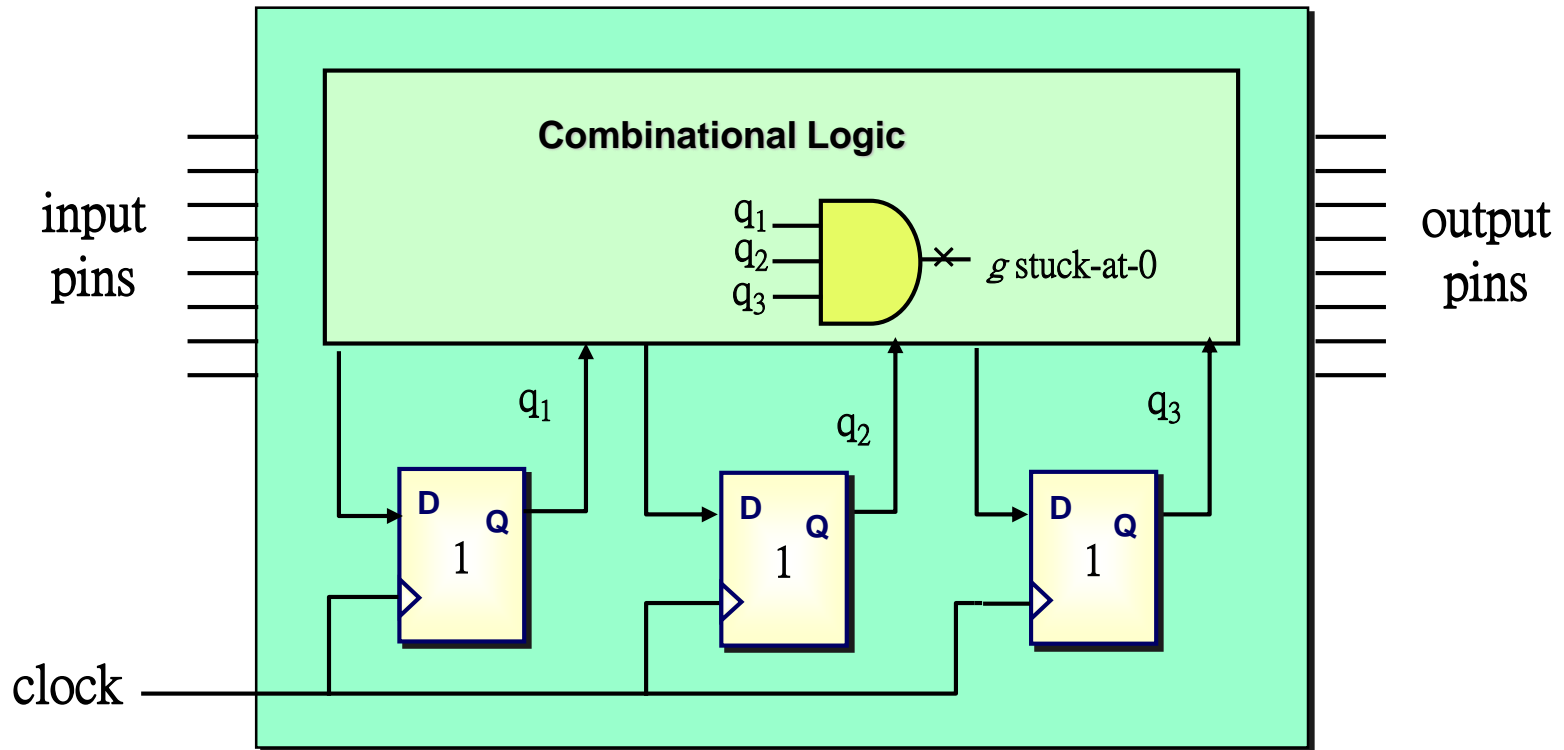 Combinational Logic
input
pins
output
pins
q1
q2
q3
g stuck-at-0
q1
q2
q3
D
Q
1
D
Q
1
D
Q
1
clock